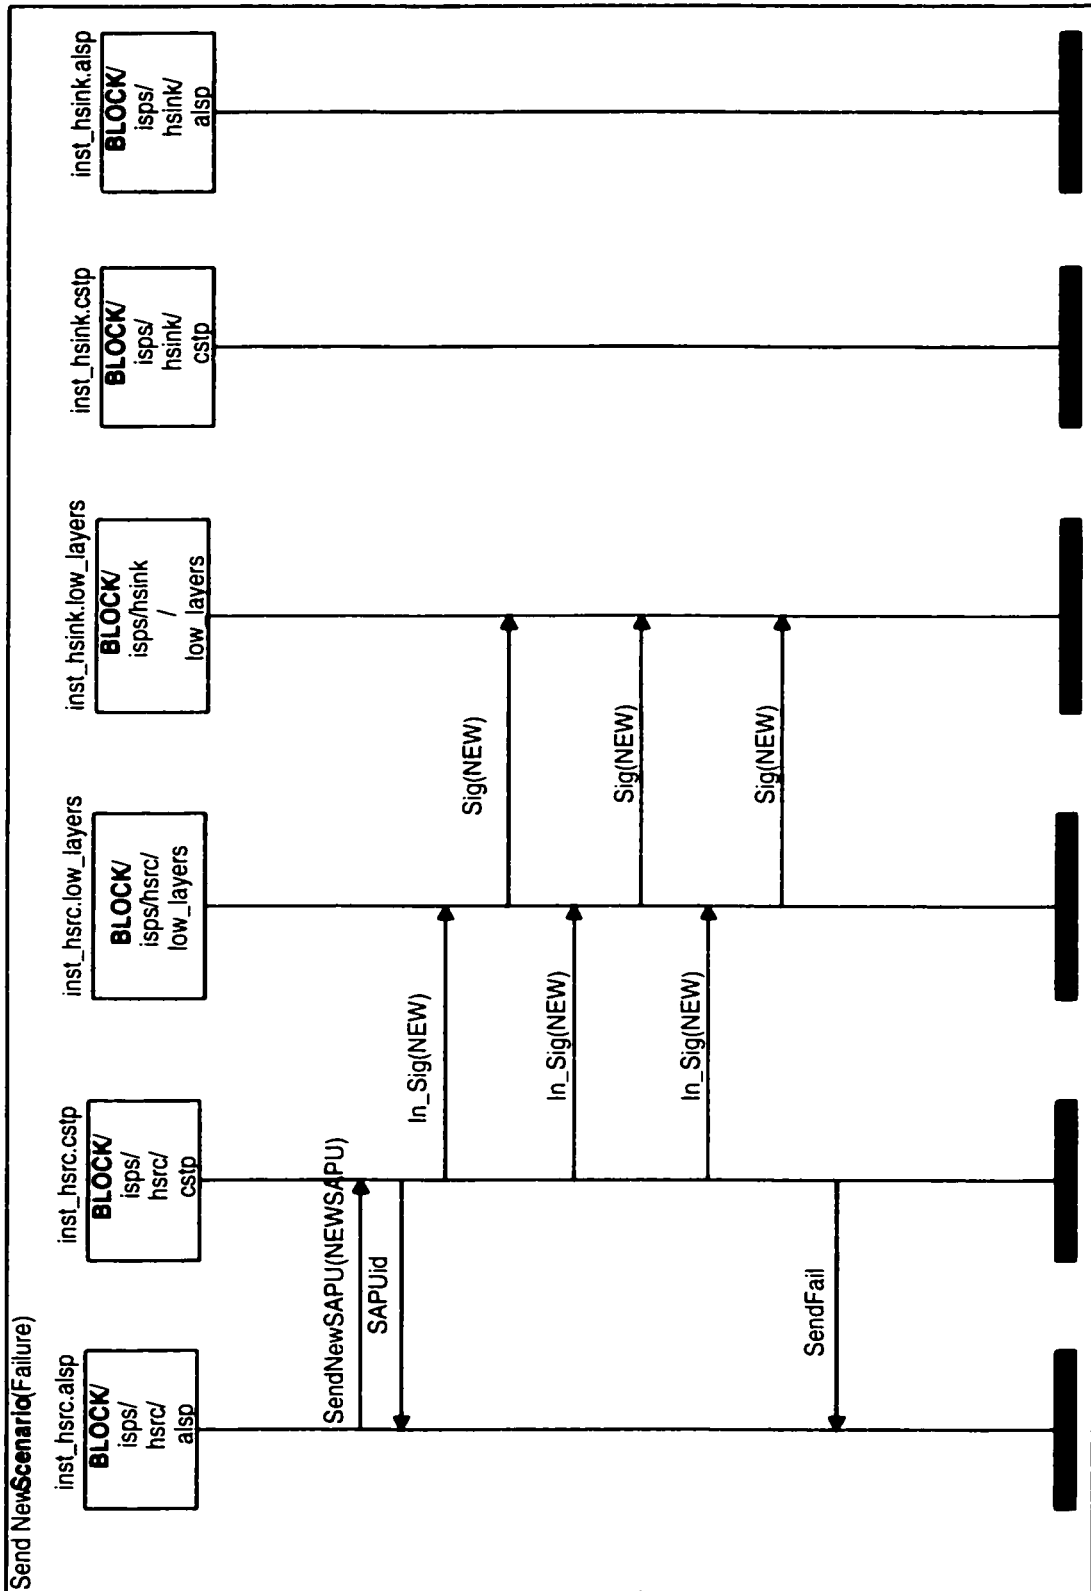 Send NewScenario(Failure)
inst_hsrc.alsp
BLOCK/
isps/
hsrc/
alsp
inst_hsrc.cstp
BLOCK/
isps/
hsrc/
cstp
inst_hsrc.low_layers
BLOCK/
isps/hsrc/
low_layers
inst_hsink.low_layers
BLOCK/
isps/hsink
/
low_layers
inst_hsink.cstp
BLOCK/
isps/
hsink/
cstp
inst_hsink.alsp
BLOCK/
isps/
hsink/
alsp
SendNewSAPU(NEWSAPU)
SAPUid
In_Sig(NEW)
Sig(NEW)
In_Sig(NEW)
Sig(NEW)
In_Sig(NEW)
Sig(NEW)
SendFail